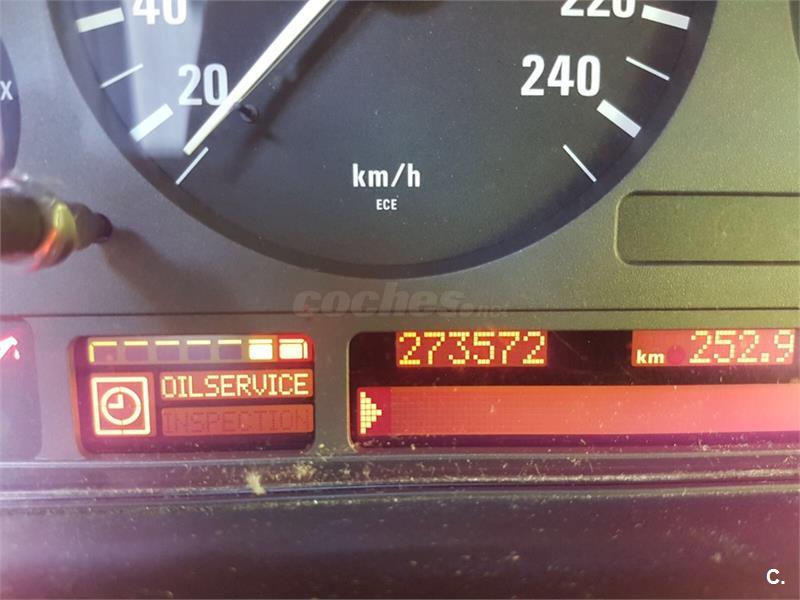 40
220
20
240
X
km/h
ECE
coches.net
273572
km 252.9
OILSERVICE
INSPECTION
C.